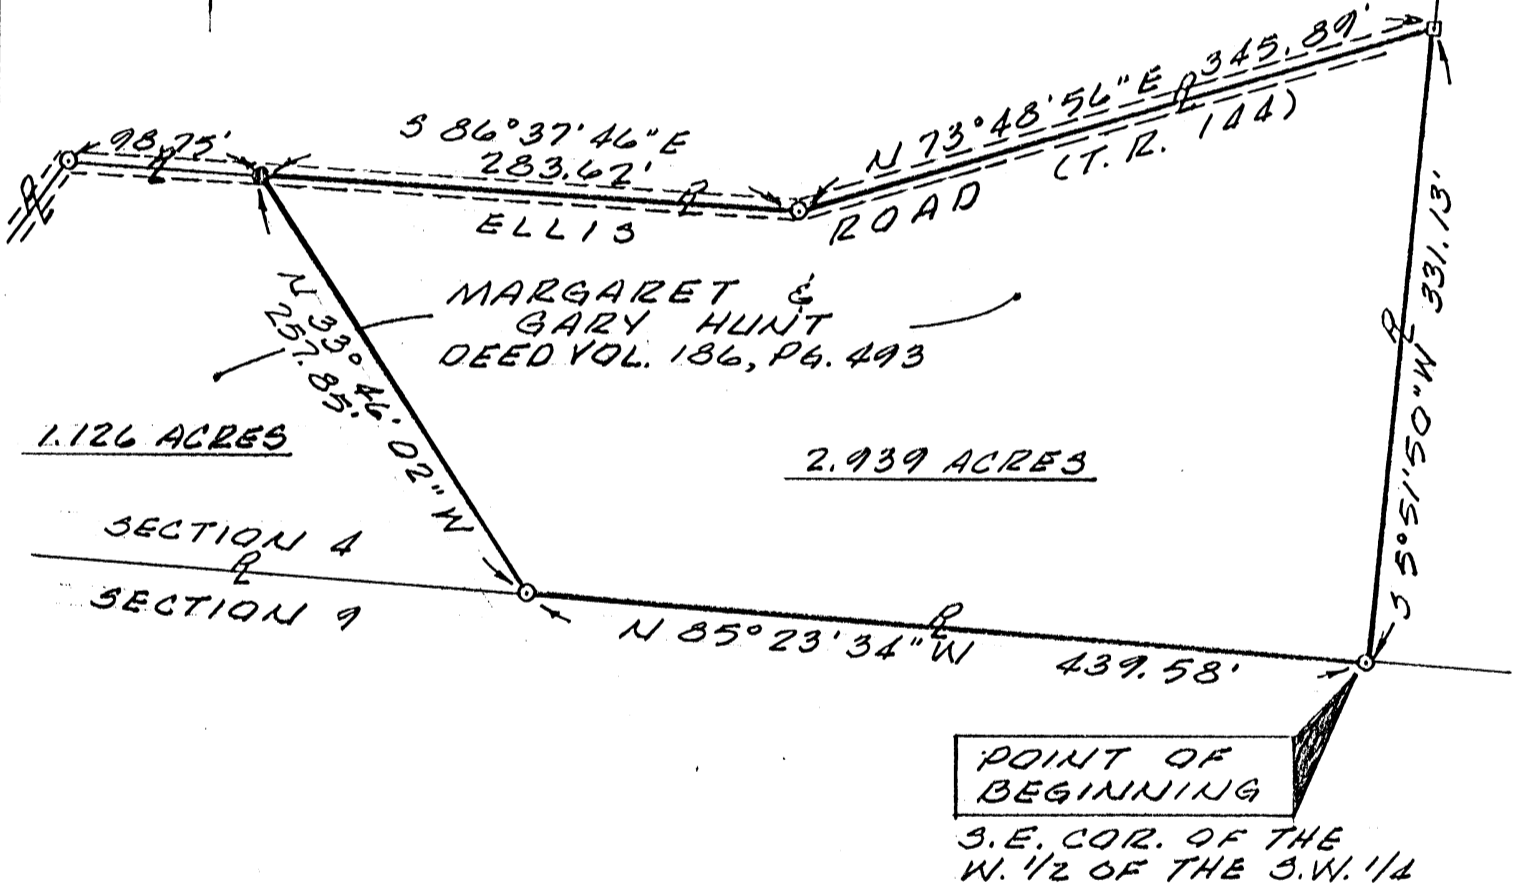 98.75'
S 86°37'46"E
283.62'
N 73°48'56"E 345.89'
ELLIS ROAD (T.R. 144)
MARGARET &
GARY HUNT
DEED VOL. 186, PG. 493
N 33°46'02"W
257.85'
S 5°51'50"W 331.13'
1.126 ACRES
2.939 ACRES
SECTION 4
SECTION 9
N 85°23'34"W 439.58'
POINT OF
BEGINNING
S.E. COR. OF THE
W. 1/2 OF THE S.W. 1/4